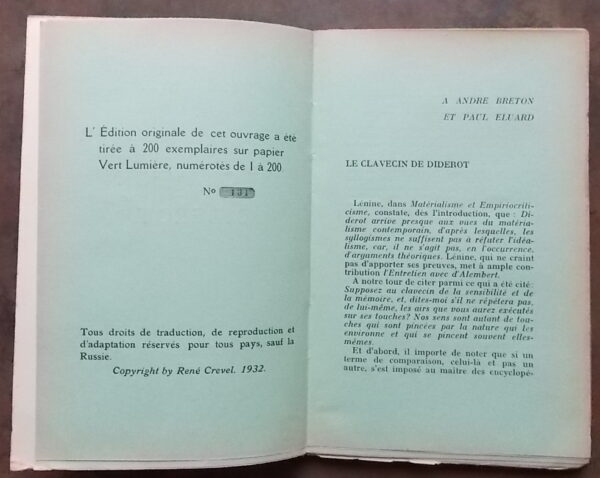 L' Édition originale de cet ouvrage a été
tirée à 200 exemplaires sur papier
Vert Lumière, numérotés de 1 à 200
No 131
Tous droits de traduction, de reproduction et
d'adaptation réservés pour tous pays, sauf la
Russie.
Copyright by René Crevel. 1932.
A ANDRE BRETON
ET PAUL ELUARD
LE CLAVECIN DE DIDEROT
Lénine, dans Matérialisme et Empiriocriti-
cisme, constate, dès l'introduction, que : Di-
derot arrive presque aux vues du matéria-
lisme contemporain, d'après lesquelles, les
syllogismes ne suffisent pas à réfuter l'idéa-
lisme, car, il ne s'agit pas, en l'occurrence,
d'arguments théoriques. Lénine, qui ne craint
pas d'apporter ses preuves, met à ample con-
tribution l'Entretien avec d'Alembert.
A notre tour de citer parmi ce qui a été cité :
Supposez au clavecin de la sensibilité et de
la mémoire, et, dites-moi s'il ne répétera pas,
de lui-même, les airs que vous aurez exécutés
sur ses touches? Nos sens sont autant de tou-
ches qui sont pincées par la nature qui les
environne et qui se pincent souvent elles-
mêmes.
Et d'abord, il importe de noter que si un
terme de comparaison, celui-là et pas un
autre, s'est imposé au maître des encyclopé-